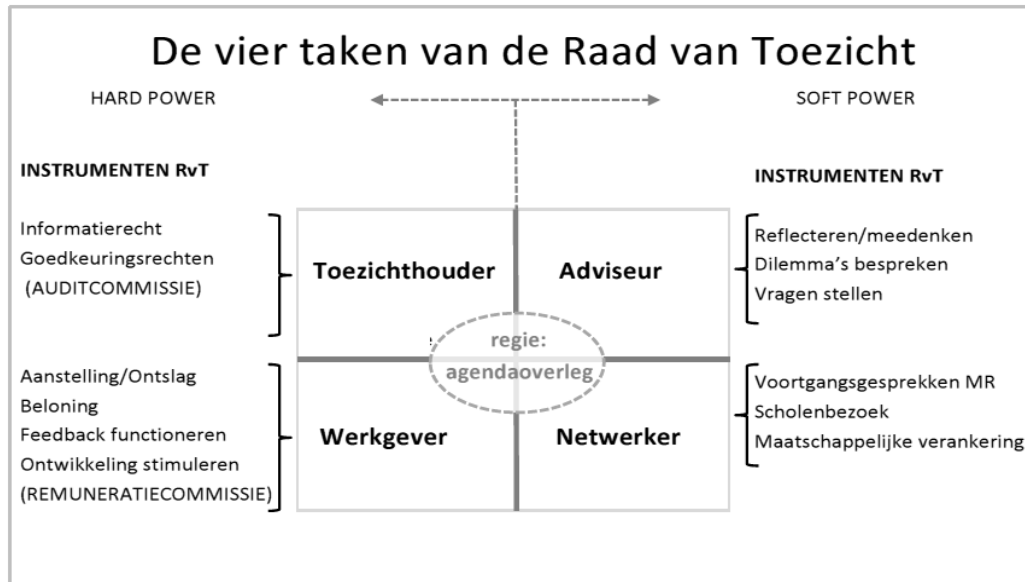 De vier taken van de Raad van Toezicht
HARD POWER
SOFT POWER
INSTRUMENTEN RvT
INSTRUMENTEN RvT
Informatierecht
Goedkeuringsrechten
(AUDITCOMMISSIE)
Toezichthouder
Adviseur
Reflecteren/meedenken
Dilemma's bespreken
Vragen stellen
regie:
agendaoverleg
Aanstelling/Ontslag
Beloning
Feedback functioneren
Ontwikkeling stimuleren
(REMUNERATIECOMMISSIE)
Werkgever
Netwerker
Voortgangsgesprekken MR
Scholenbezoek
Maatschappelijke verankering